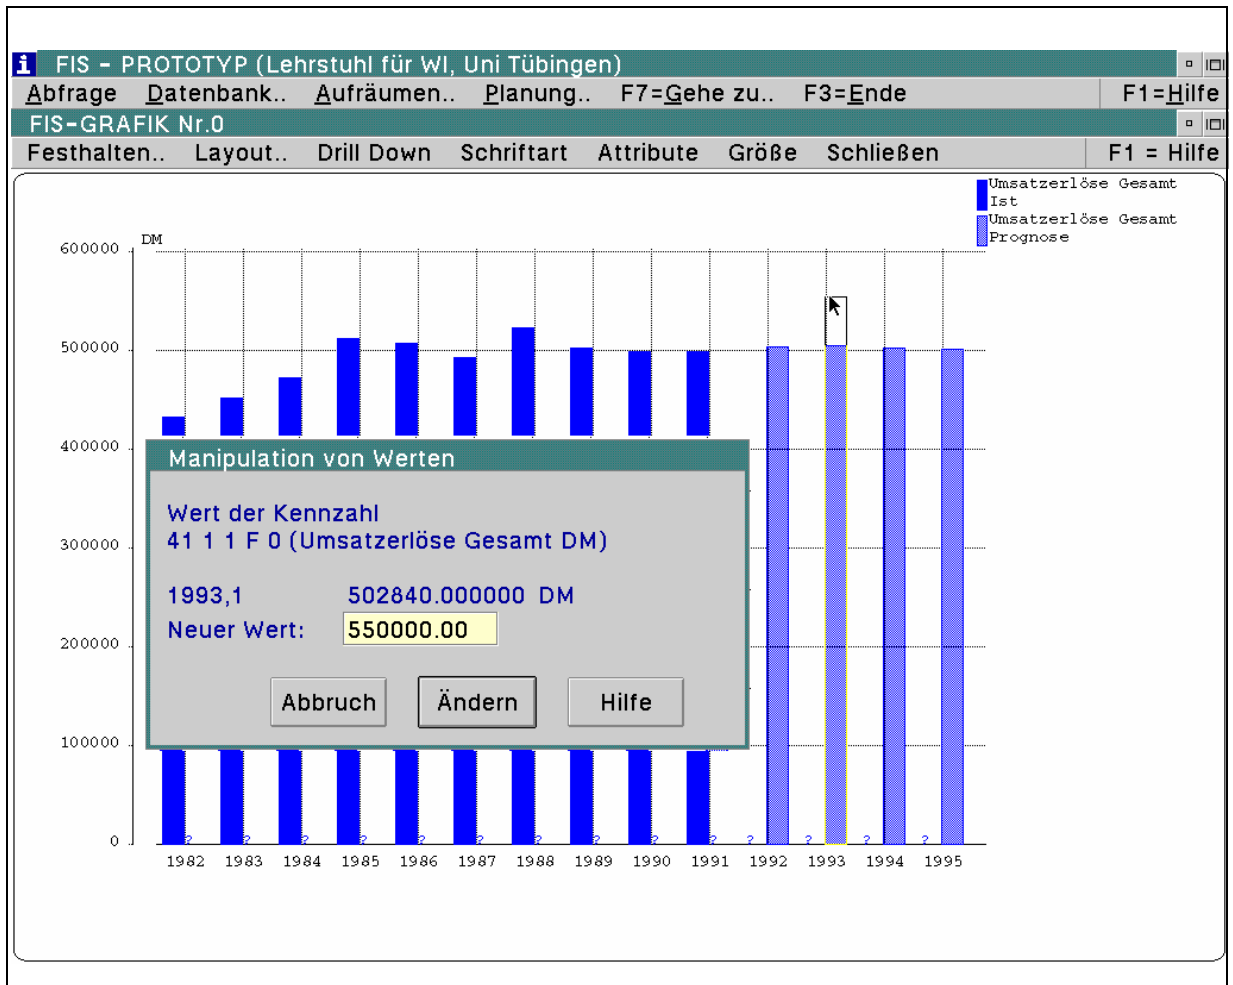 FIS - PROTOTYP (Lehrstuhl für WI, Uni Tübingen)
Abfrage Datenbank.. Aufräumen.. Planung.. F7=Gehe zu.. F3=Ende F1=Hilfe
FIS-GRAFIK Nr.0
Festhalten.. Layout.. Drill Down Schriftart Attribute Größe Schließen F1 = Hilfe
Umsatzerlöse Gesamt
Ist
Umsatzerlöse Gesamt
Prognose
DM
600000
500000
400000
300000
200000
100000
0
Manipulation von Werten
Wert der Kennzahl
41 1 1 F 0 (Umsatzerlöse Gesamt DM)
1993,1 502840.000000 DM
Neuer Wert: 550000.00
Abbruch Ändern Hilfe
? ? ? ? ? ? ? ? ? ? ? ? ? ?
1982 1983 1984 1985 1986 1987 1988 1989 1990 1991 1992 1993 1994 1995